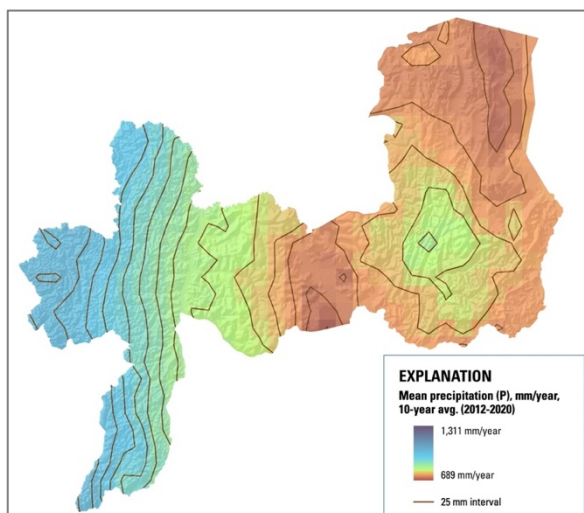 EXPLANATION
Mean precipitation (P), mm/year,
10-year avg. (2012-2020)
1,311 mm/year
689 mm/year
25 mm interval